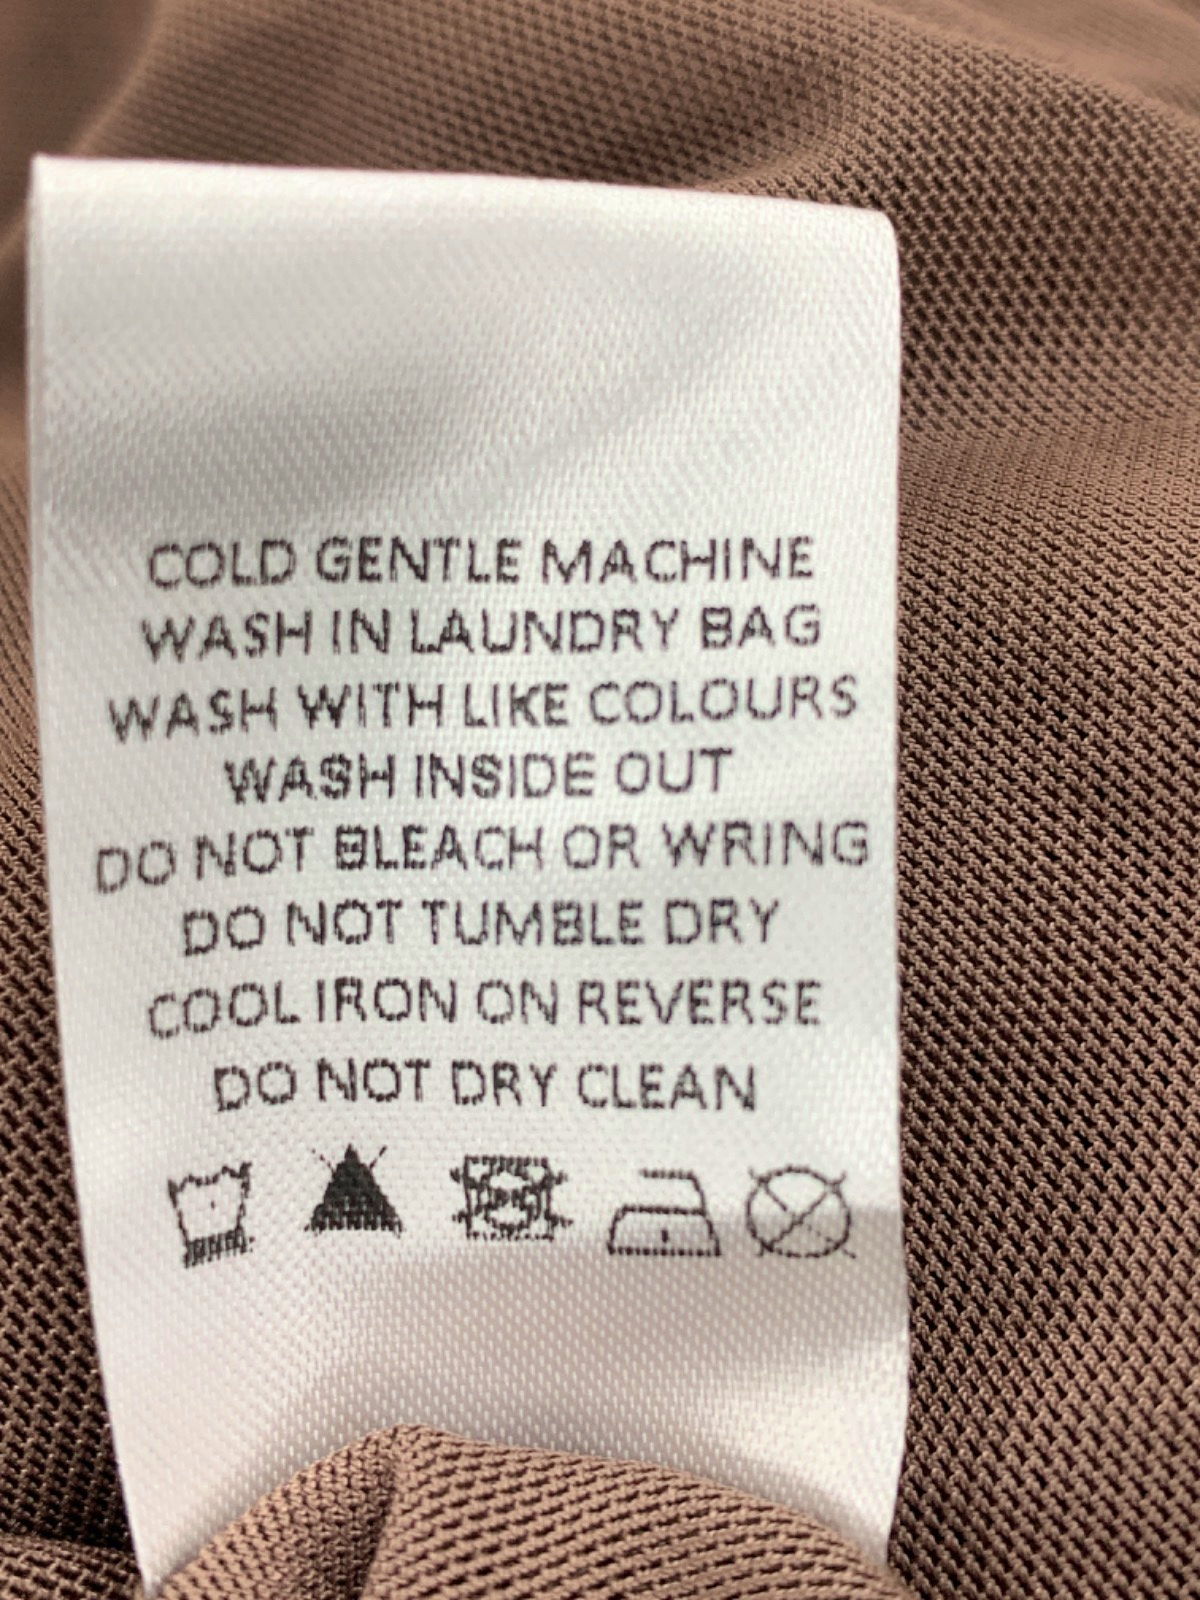 COLD GENTLE MACHINE
WASH IN LAUNDRY BAG
WASH WITH LIKE COLOURS
WASH INSIDE OUT
DO NOT BLEACH OR WRING
DO NOT TUMBLE DRY
COOL IRON ON REVERSE
DO NOT DRY CLEAN